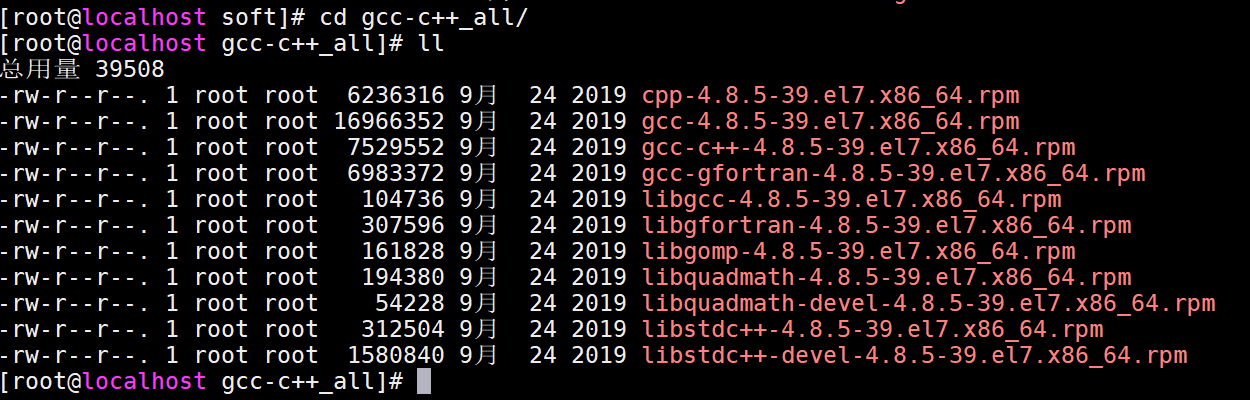 [root@localhost soft]# cd gcc-c++_all/
[root@localhost gcc-c++_all]# ll
总用量 39508
-rw-r--r--. 1 root root  6236316 9月  24 2019 cpp-4.8.5-39.el7.x86_64.rpm
-rw-r--r--. 1 root root 16966352 9月  24 2019 gcc-4.8.5-39.el7.x86_64.rpm
-rw-r--r--. 1 root root  7529552 9月  24 2019 gcc-c++-4.8.5-39.el7.x86_64.rpm
-rw-r--r--. 1 root root  6983372 9月  24 2019 gcc-gfortran-4.8.5-39.el7.x86_64.rpm
-rw-r--r--. 1 root root   104736 9月  24 2019 libgcc-4.8.5-39.el7.x86_64.rpm
-rw-r--r--. 1 root root   307596 9月  24 2019 libgfortran-4.8.5-39.el7.x86_64.rpm
-rw-r--r--. 1 root root   161828 9月  24 2019 libgomp-4.8.5-39.el7.x86_64.rpm
-rw-r--r--. 1 root root   194380 9月  24 2019 libquadmath-4.8.5-39.el7.x86_64.rpm
-rw-r--r--. 1 root root    54228 9月  24 2019 libquadmath-devel-4.8.5-39.el7.x86_64.rpm
-rw-r--r--. 1 root root   312504 9月  24 2019 libstdc++-4.8.5-39.el7.x86_64.rpm
-rw-r--r--. 1 root root  1580840 9月  24 2019 libstdc++-devel-4.8.5-39.el7.x86_64.rpm
[root@localhost gcc-c++_all]#